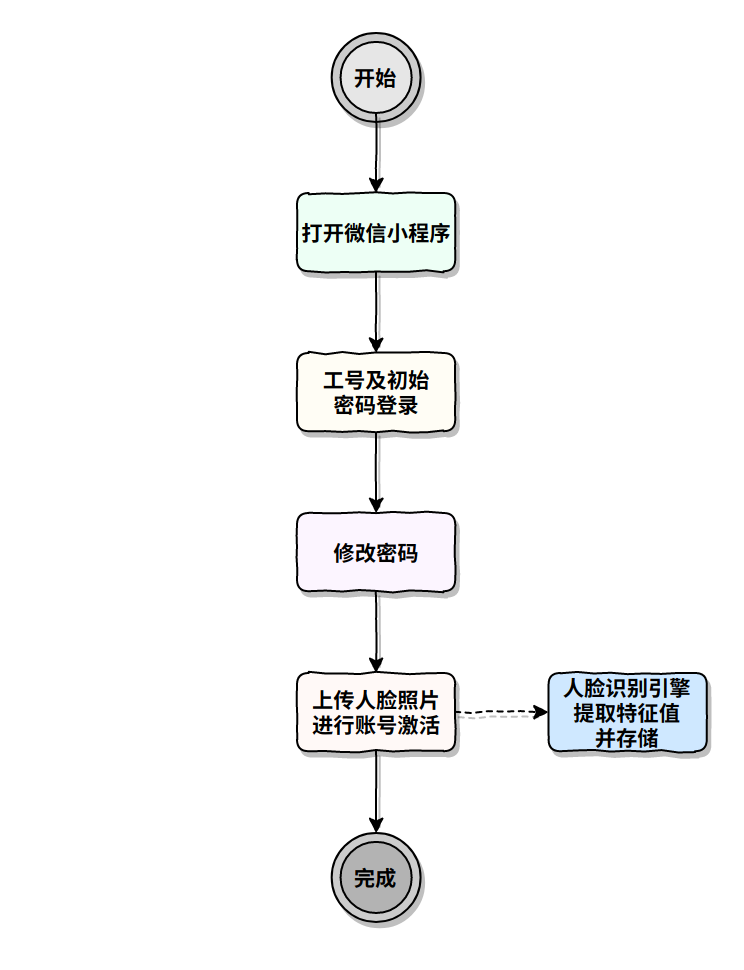 开始
打开微信小程序
工号及初始
密码登录
修改密码
上传人脸照片
进行账号激活
人脸识别引擎
提取特征值
并存储
完成